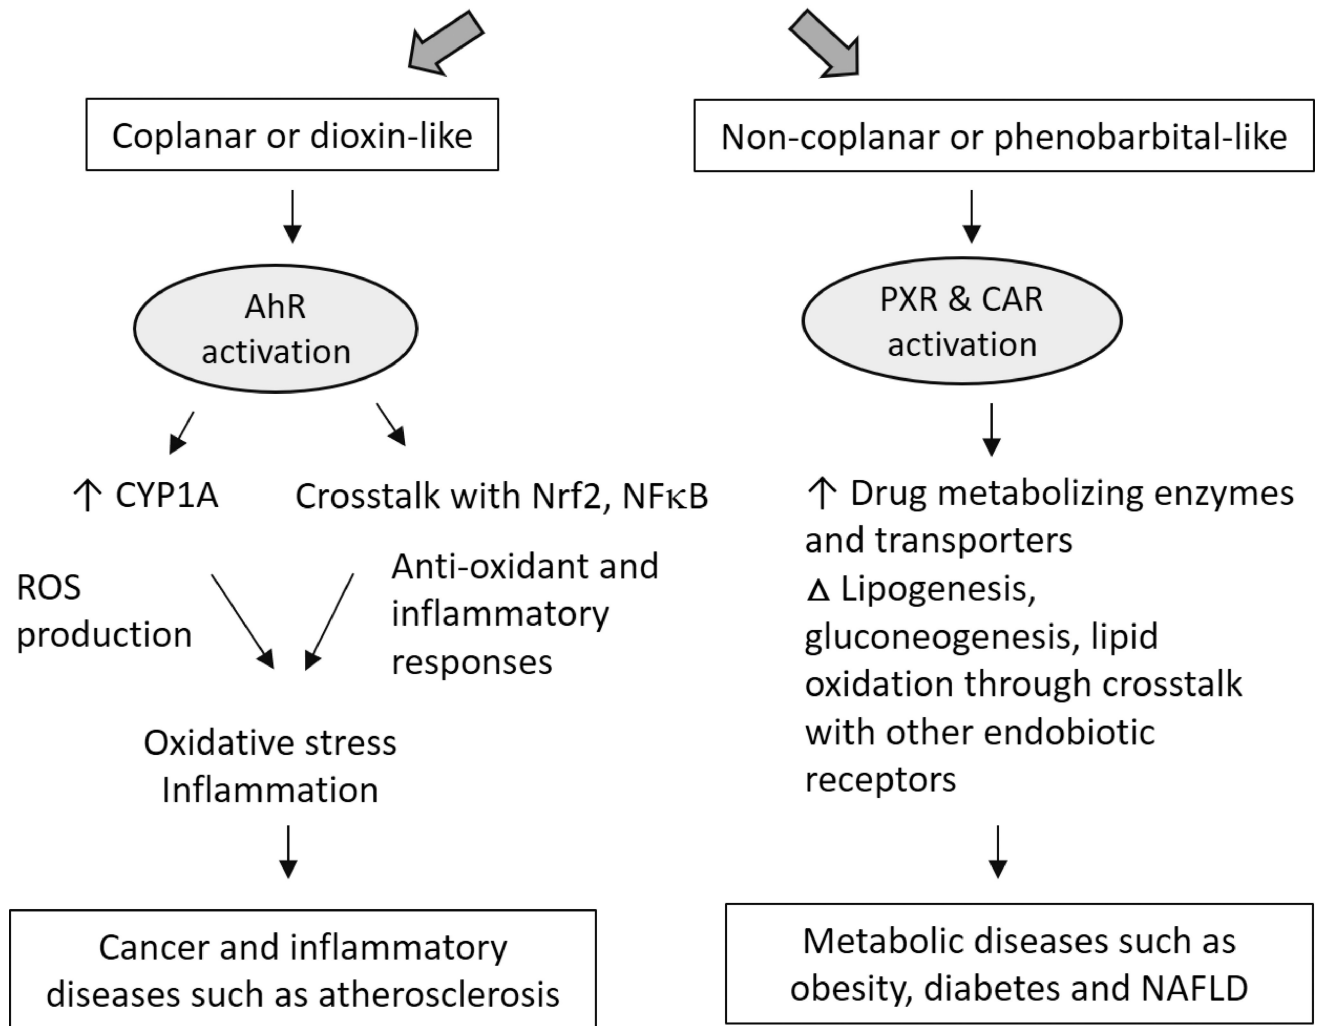 Coplanar or dioxin-like
Non-coplanar or phenobarbital-like
AhR
activation
PXR & CAR
activation
↑ CYP1A
Crosstalk with Nrf2, NFκB
ROS
production
Anti-oxidant and
inflammatory
responses
Oxidative stress
Inflammation
↑ Drug metabolizing enzymes
and transporters
Δ Lipogenesis,
gluconeogenesis, lipid
oxidation through crosstalk
with other endobiotic
receptors
Cancer and inflammatory
diseases such as atherosclerosis
Metabolic diseases such as
obesity, diabetes and NAFLD